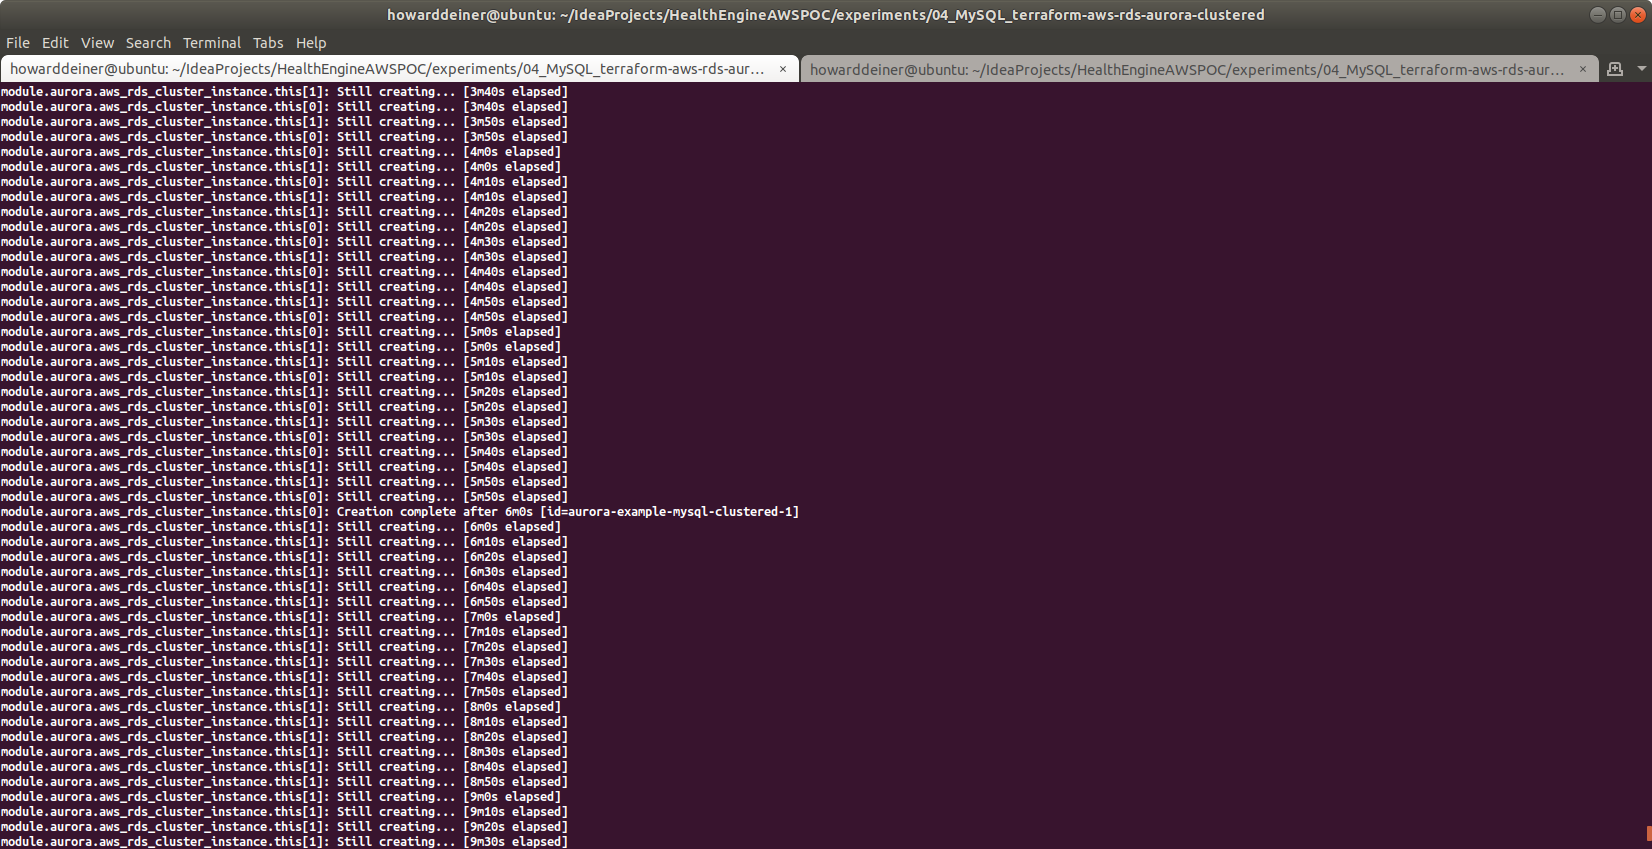 howarddeiner@ubuntu: ~/IdeaProjects/HealthEngineAWSPOC/experiments/04_MySQL_terraform-aws-rds-aurora-clustered
File Edit View Search Terminal Tabs Help
howarddeiner@ubuntu: ~/IdeaProjects/HealthEngineAWSPOC/experiments/04_MySQL_terraform-aws-rds-aur... × howarddeiner@ubuntu: ~/IdeaProjects/HealthEngineAWSPOC/experiments/04_MySQL_terraform-aws-rds-aur... ×
module.aurora.aws_rds_cluster_instance.this[1]: Still creating... [3m40s elapsed]
module.aurora.aws_rds_cluster_instance.this[0]: Still creating... [3m40s elapsed]
module.aurora.aws_rds_cluster_instance.this[1]: Still creating... [3m50s elapsed]
module.aurora.aws_rds_cluster_instance.this[0]: Still creating... [3m50s elapsed]
module.aurora.aws_rds_cluster_instance.this[0]: Still creating... [4m0s elapsed]
module.aurora.aws_rds_cluster_instance.this[1]: Still creating... [4m0s elapsed]
module.aurora.aws_rds_cluster_instance.this[0]: Still creating... [4m10s elapsed]
module.aurora.aws_rds_cluster_instance.this[1]: Still creating... [4m10s elapsed]
module.aurora.aws_rds_cluster_instance.this[1]: Still creating... [4m20s elapsed]
module.aurora.aws_rds_cluster_instance.this[0]: Still creating... [4m20s elapsed]
module.aurora.aws_rds_cluster_instance.this[0]: Still creating... [4m30s elapsed]
module.aurora.aws_rds_cluster_instance.this[1]: Still creating... [4m30s elapsed]
module.aurora.aws_rds_cluster_instance.this[0]: Still creating... [4m40s elapsed]
module.aurora.aws_rds_cluster_instance.this[1]: Still creating... [4m40s elapsed]
module.aurora.aws_rds_cluster_instance.this[1]: Still creating... [4m50s elapsed]
module.aurora.aws_rds_cluster_instance.this[0]: Still creating... [4m50s elapsed]
module.aurora.aws_rds_cluster_instance.this[0]: Still creating... [5m0s elapsed]
module.aurora.aws_rds_cluster_instance.this[1]: Still creating... [5m0s elapsed]
module.aurora.aws_rds_cluster_instance.this[1]: Still creating... [5m10s elapsed]
module.aurora.aws_rds_cluster_instance.this[0]: Still creating... [5m10s elapsed]
module.aurora.aws_rds_cluster_instance.this[1]: Still creating... [5m20s elapsed]
module.aurora.aws_rds_cluster_instance.this[0]: Still creating... [5m20s elapsed]
module.aurora.aws_rds_cluster_instance.this[1]: Still creating... [5m30s elapsed]
module.aurora.aws_rds_cluster_instance.this[0]: Still creating... [5m30s elapsed]
module.aurora.aws_rds_cluster_instance.this[0]: Still creating... [5m40s elapsed]
module.aurora.aws_rds_cluster_instance.this[1]: Still creating... [5m40s elapsed]
module.aurora.aws_rds_cluster_instance.this[1]: Still creating... [5m50s elapsed]
module.aurora.aws_rds_cluster_instance.this[0]: Still creating... [5m50s elapsed]
module.aurora.aws_rds_cluster_instance.this[0]: Creation complete after 6m0s [id=aurora-example-mysql-clustered-1]
module.aurora.aws_rds_cluster_instance.this[1]: Still creating... [6m0s elapsed]
module.aurora.aws_rds_cluster_instance.this[1]: Still creating... [6m10s elapsed]
module.aurora.aws_rds_cluster_instance.this[1]: Still creating... [6m20s elapsed]
module.aurora.aws_rds_cluster_instance.this[1]: Still creating... [6m30s elapsed]
module.aurora.aws_rds_cluster_instance.this[1]: Still creating... [6m40s elapsed]
module.aurora.aws_rds_cluster_instance.this[1]: Still creating... [6m50s elapsed]
module.aurora.aws_rds_cluster_instance.this[1]: Still creating... [7m0s elapsed]
module.aurora.aws_rds_cluster_instance.this[1]: Still creating... [7m10s elapsed]
module.aurora.aws_rds_cluster_instance.this[1]: Still creating... [7m20s elapsed]
module.aurora.aws_rds_cluster_instance.this[1]: Still creating... [7m30s elapsed]
module.aurora.aws_rds_cluster_instance.this[1]: Still creating... [7m40s elapsed]
module.aurora.aws_rds_cluster_instance.this[1]: Still creating... [7m50s elapsed]
module.aurora.aws_rds_cluster_instance.this[1]: Still creating... [8m0s elapsed]
module.aurora.aws_rds_cluster_instance.this[1]: Still creating... [8m10s elapsed]
module.aurora.aws_rds_cluster_instance.this[1]: Still creating... [8m20s elapsed]
module.aurora.aws_rds_cluster_instance.this[1]: Still creating... [8m30s elapsed]
module.aurora.aws_rds_cluster_instance.this[1]: Still creating... [8m40s elapsed]
module.aurora.aws_rds_cluster_instance.this[1]: Still creating... [8m50s elapsed]
module.aurora.aws_rds_cluster_instance.this[1]: Still creating... [9m0s elapsed]
module.aurora.aws_rds_cluster_instance.this[1]: Still creating... [9m10s elapsed]
module.aurora.aws_rds_cluster_instance.this[1]: Still creating... [9m20s elapsed]
module.aurora.aws_rds_cluster_instance.this[1]: Still creating... [9m30s elapsed]